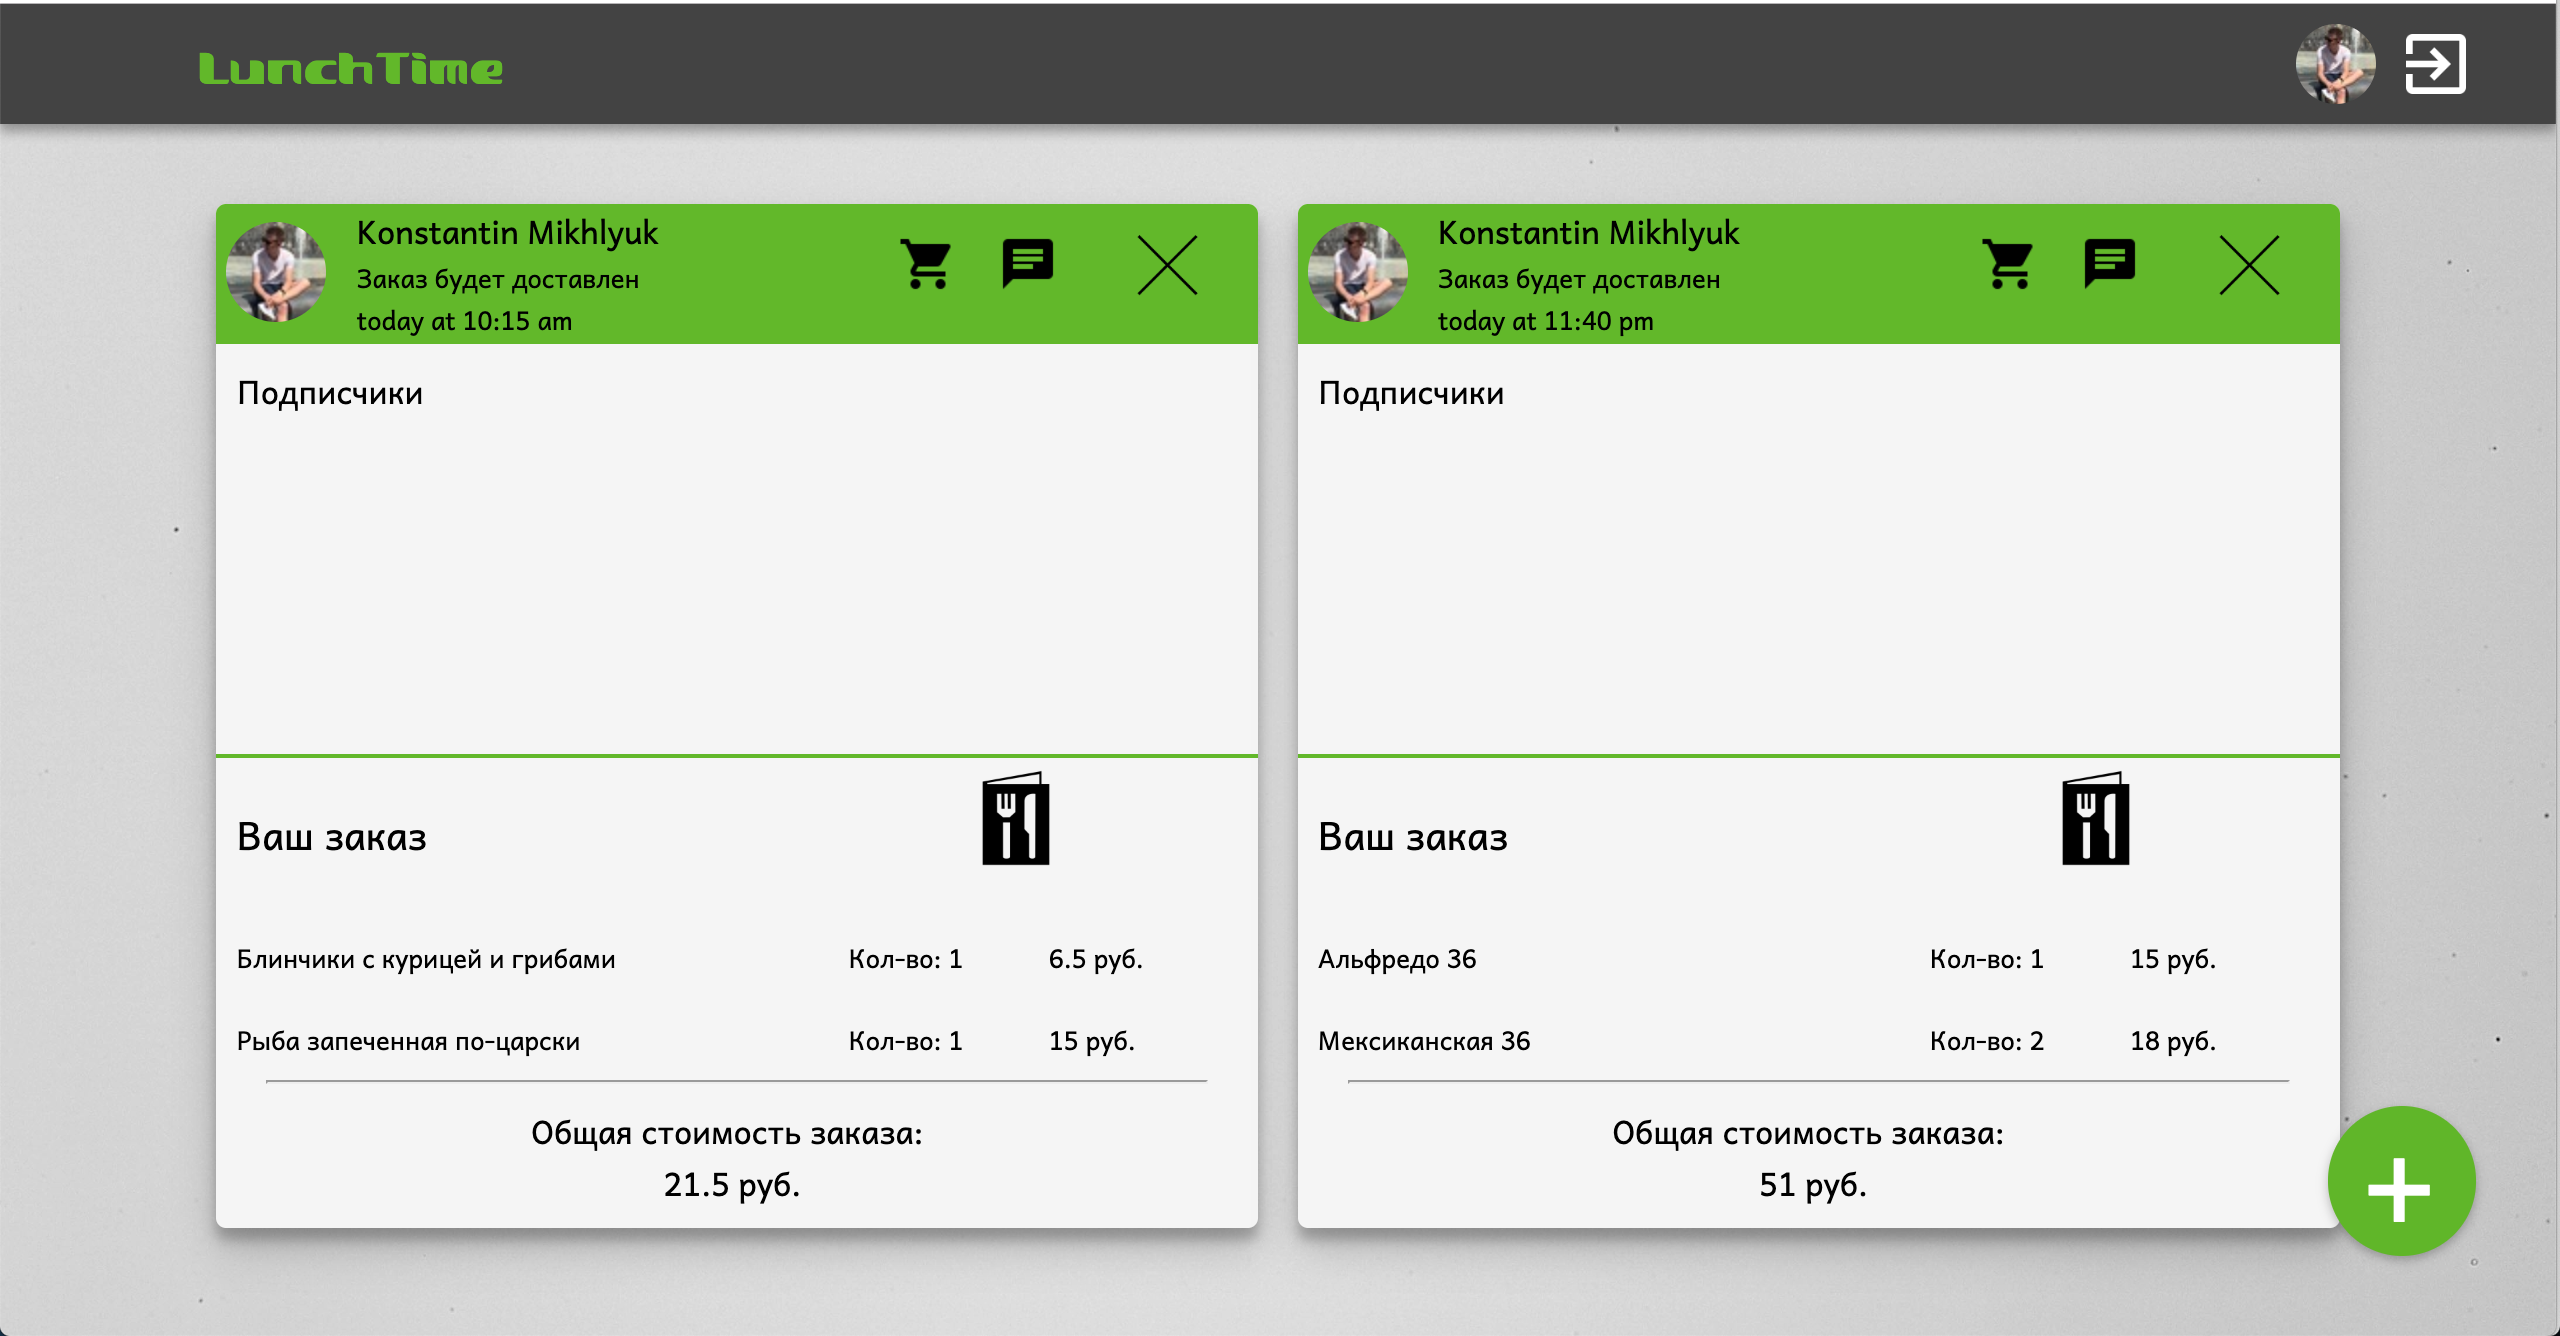 LunchTime
Konstantin Mikhlyuk
Заказ будет доставлен
today at 10:15 am
Подписчики
Ваш заказ
Блинчики с курицей и грибами Кол-во: 1 6.5 руб.
Рыба запеченная по-царски Кол-во: 1 15 руб.
Общая стоимость заказа:
21.5 руб.
Konstantin Mikhlyuk
Заказ будет доставлен
today at 11:40 pm
Подписчики
Ваш заказ
Альфредо 36 Кол-во: 1 15 руб.
Мексиканская 36 Кол-во: 2 18 руб.
Общая стоимость заказа:
51 руб.